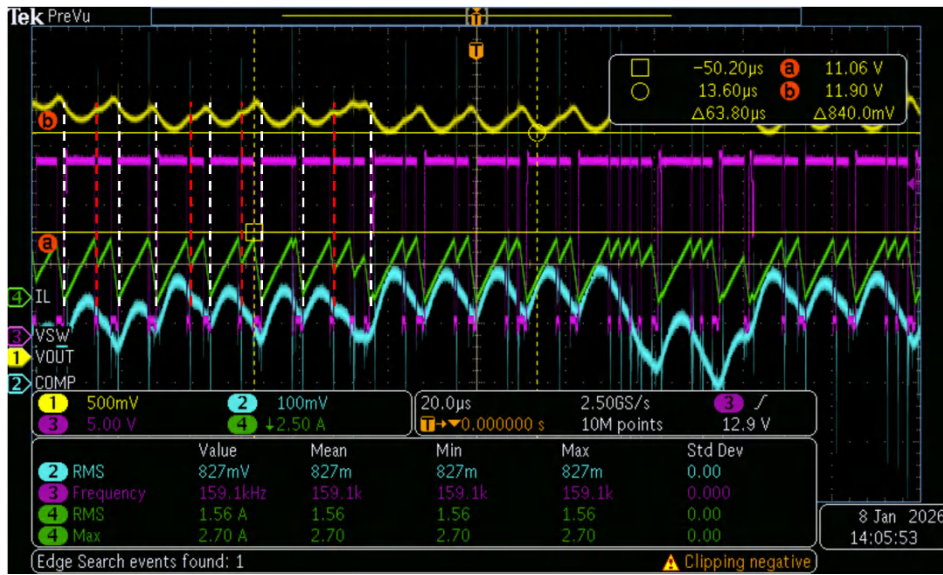 Tek PreVu
T
T
−50.20µs a 11.06 V
13.60µs b 11.90 V
Δ63.80µs Δ840.0mV
b
a
4 IL
3 VSW
1 VOUT
2 COMP
1 500mV 2 100mV
3 5.00 V 4 ↓2.50 A
20.0µs 2.50GS/s 3 ∫
T→▼0.000000 s 10M points 12.9 V
Value Mean Min Max Std Dev
2 RMS 827mV 827m 827m 827m 0.00
3 Frequency 159.1kHz 159.1k 159.1k 159.1k 0.000
4 RMS 1.56 A 1.56 1.56 1.56 0.00
4 Max 2.70 A 2.70 2.70 2.70 0.00
8 Jan 2026
14:05:53
Edge Search events found: 1 Clipping negative